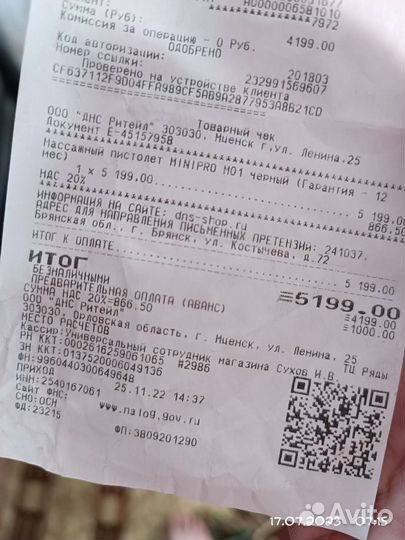 A0000006581010
7972
Сумма (Руб): 4199.00
Комиссия за операцию - 0 Руб.
ОДОБРЕНО
Код авторизации: 201803
Номер ссылки: 232991569607
Проверено на устройстве клиента
CF637112F9D04FFA989CF5AB9A2877953A8B21CD
Товарный чек
ООО "ДНС Ритейл" 303030, Мценск г,ул. Ленина,25
Документ Е-45157958
Массажный пистолет MINIPRO M01 черный (Гарантия - 12
мес)
1 x 5 199.00 5 199.00
НДС 20% 866.50
ИНФОРМАЦИЯ НА САЙТЕ: dns-shop.ru
АДРЕС ДЛЯ НАПРАВЛЕНИЯ ПИСЬМЕННЫХ ПРЕТЕНЗИЙ: 241037,
Брянская обл., г. Брянск, ул. Костычева, д.72
ИТОГ К ОПЛАТЕ 5 199.00
ИТОГ ≡5199.00
БЕЗНАЛИЧНЫМИ ≡4199.00
ПРЕДВАРИТЕЛЬНАЯ ОПЛАТА (АВАНС) ≡1000.00
СУММА НДС 20%=866.50
ООО "ДНС Ритейл"
303030, Орловская область, г. Мценск, ул. Ленина, 25
МЕСТО РАСЧЕТОВ ТЦ Ряды
Кассир:Универсальный сотрудник магазина Сухов И.В
РН ККТ:0002616259061065 #2986
ЗН ККТ:0137520006049136
ФН:9960440300649648
ПРИХОД
ИНН:2540167061 25.11.22 14:37
Сайт ФНС: www.nalog.gov.ru
СНО:ОСН
ФД:23215 ФП:3809201290
Avito
17.07.2023 07:15